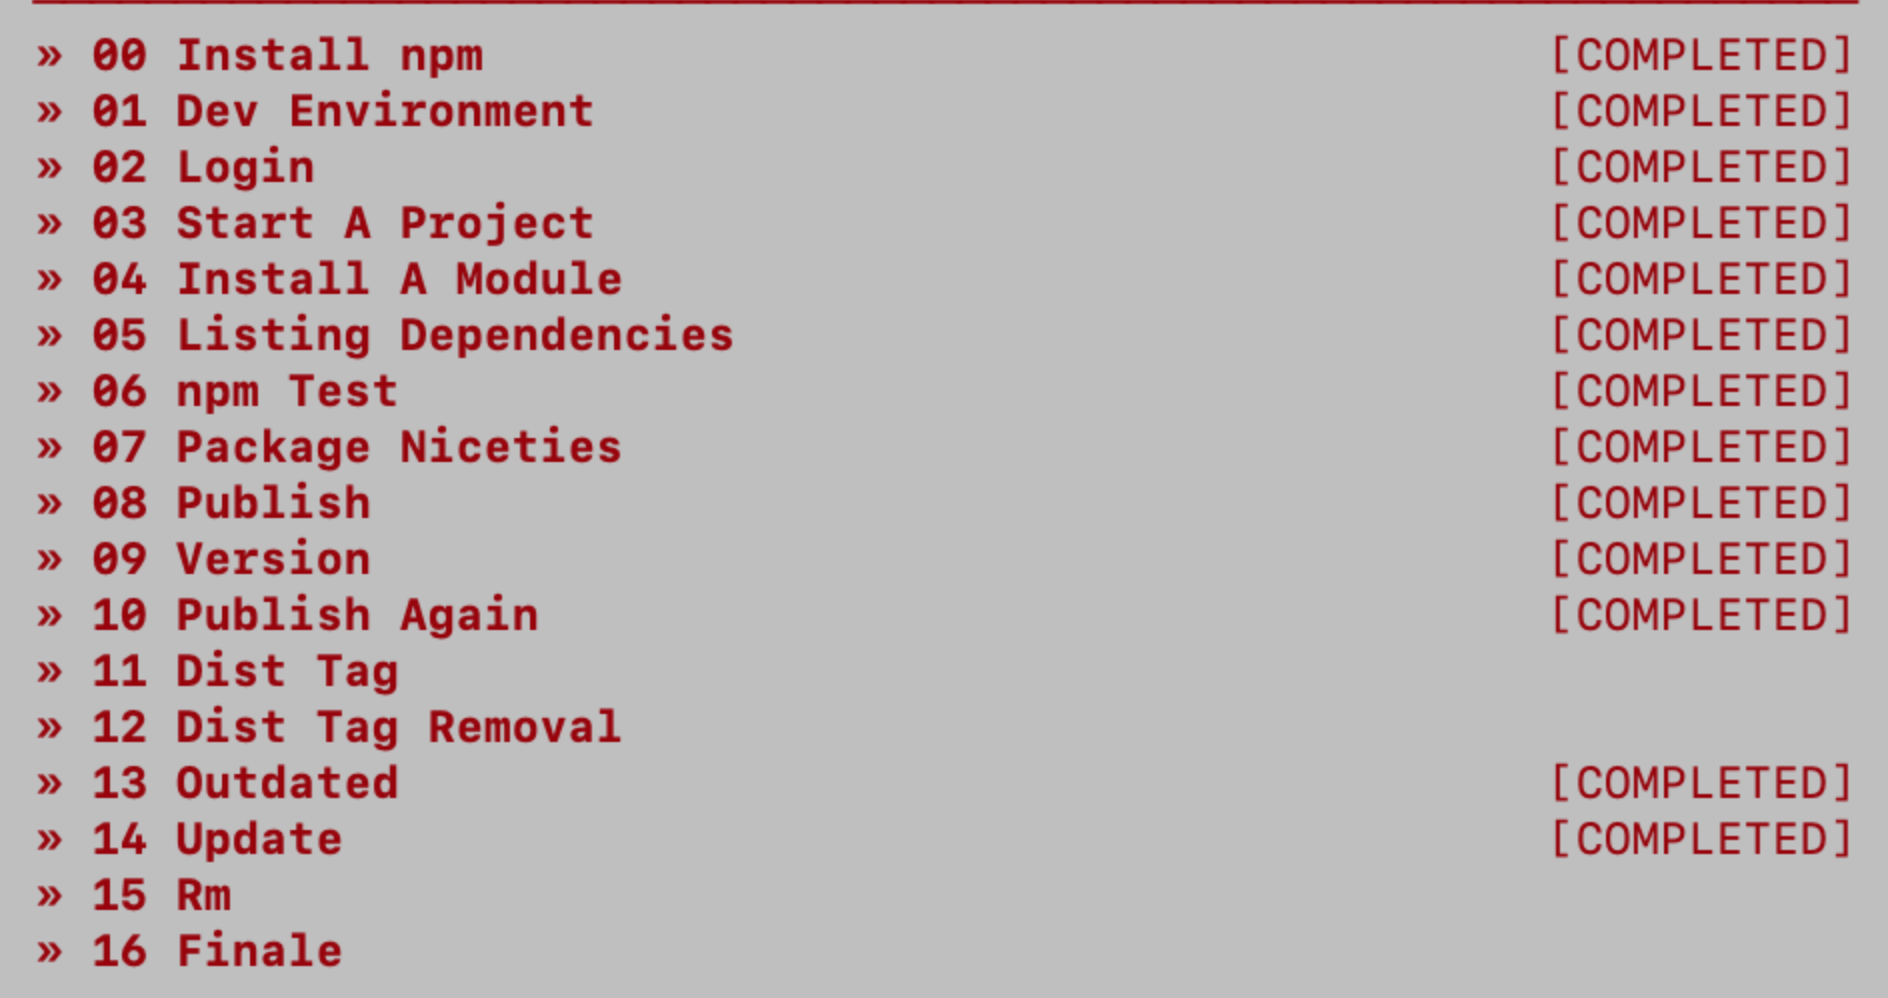 » 00 Install npm [COMPLETED]
» 01 Dev Environment [COMPLETED]
» 02 Login [COMPLETED]
» 03 Start A Project [COMPLETED]
» 04 Install A Module [COMPLETED]
» 05 Listing Dependencies [COMPLETED]
» 06 npm Test [COMPLETED]
» 07 Package Niceties [COMPLETED]
» 08 Publish [COMPLETED]
» 09 Version [COMPLETED]
» 10 Publish Again [COMPLETED]
» 11 Dist Tag
» 12 Dist Tag Removal
» 13 Outdated [COMPLETED]
» 14 Update [COMPLETED]
» 15 Rm
» 16 Finale